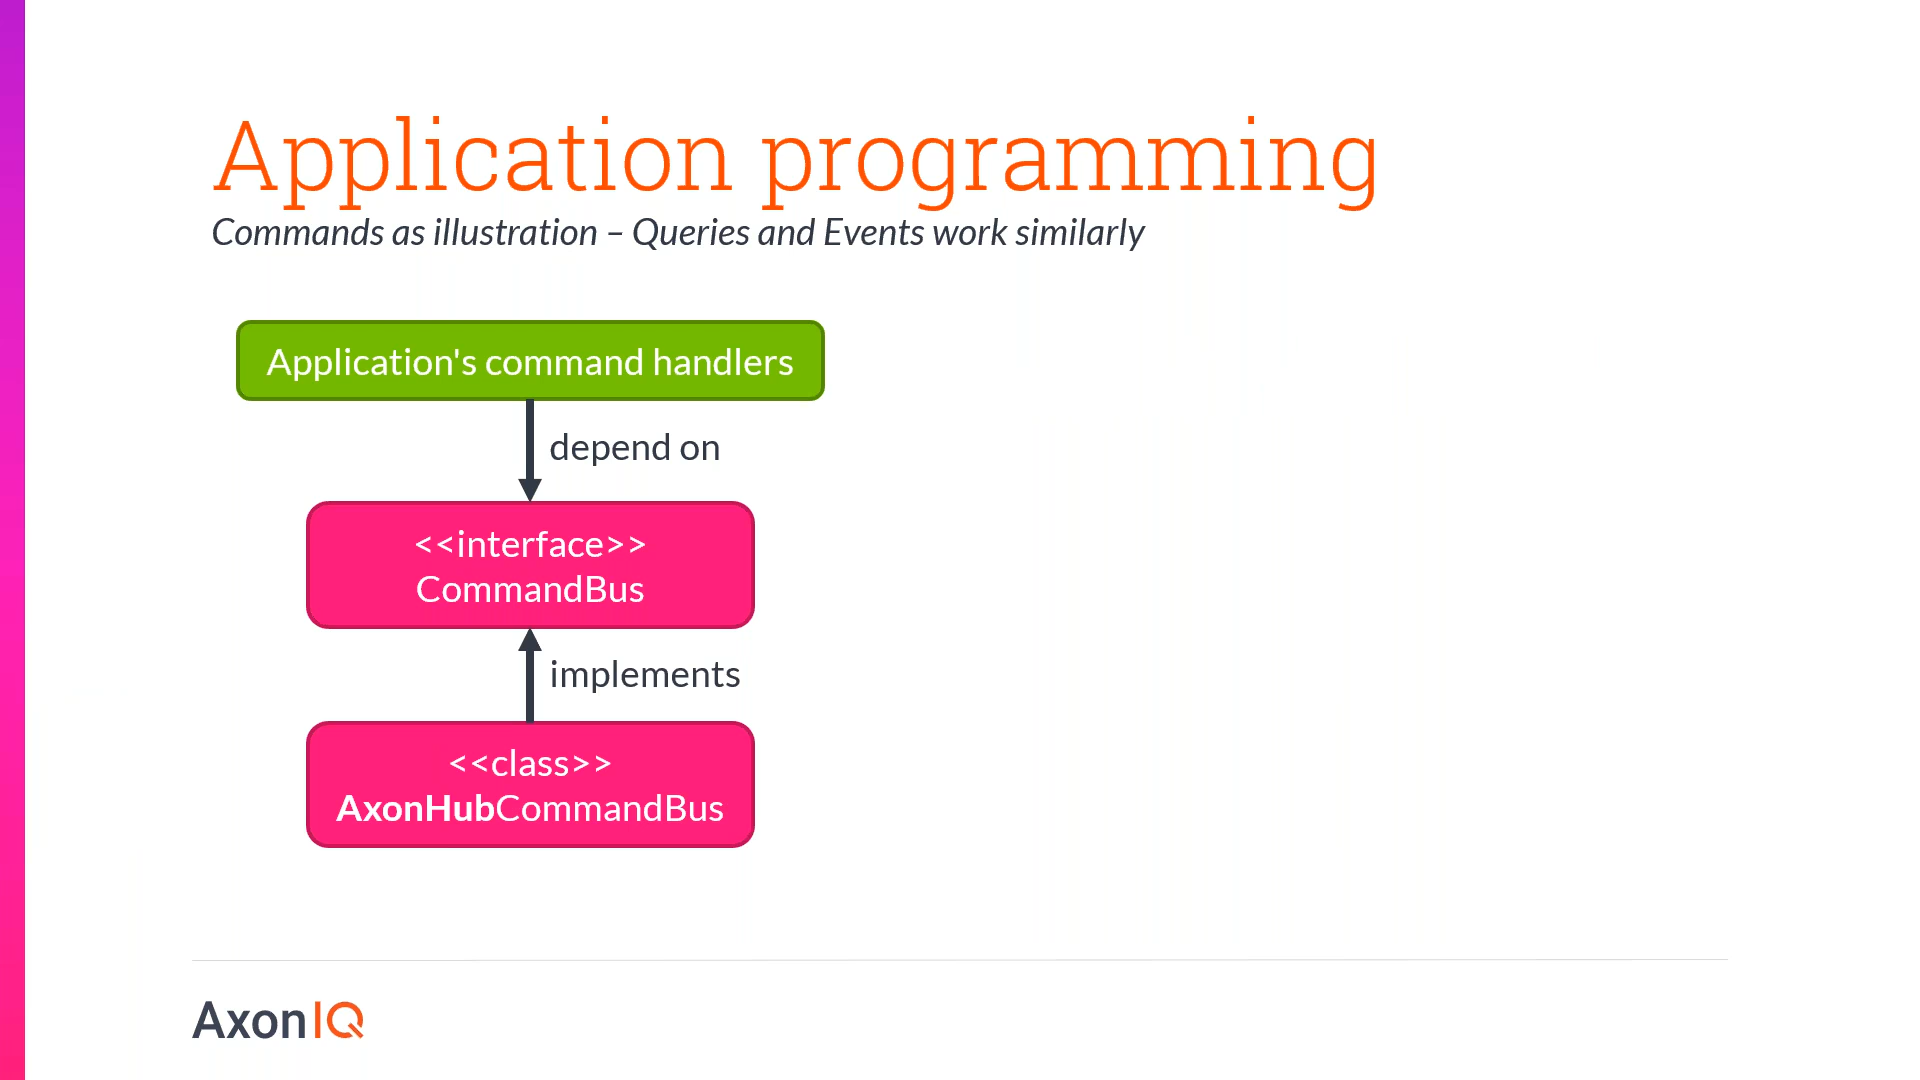 Application programming
Commands as illustration – Queries and Events work similarly
Application's command handlers
depend on
<<interface>>
CommandBus
implements
<<class>>
AxonHubCommandBus
AxonIQ